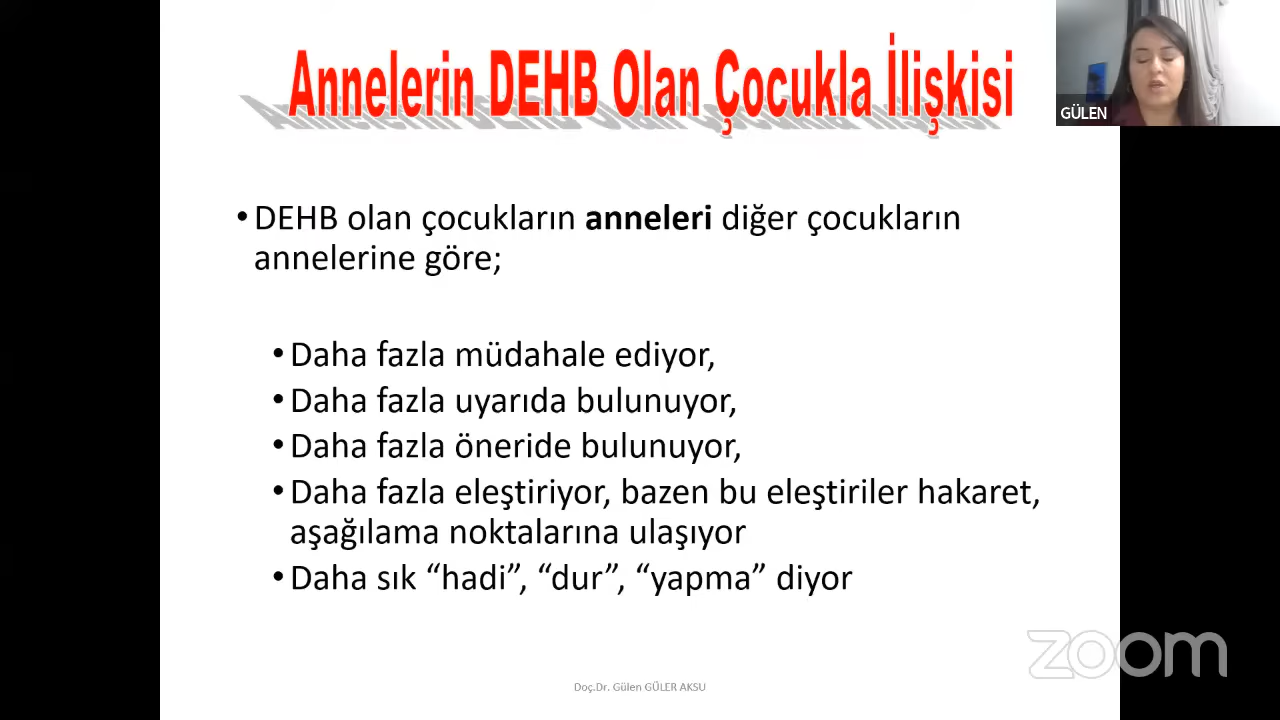 Annelerin DEHB Olan Çocukla İlişkisi
GÜLEN
• DEHB olan çocukların anneleri diğer çocukların
annelerine göre;
• Daha fazla müdahale ediyor,
• Daha fazla uyarıda bulunuyor,
• Daha fazla öneride bulunuyor,
• Daha fazla eleştiriyor, bazen bu eleştiriler hakaret,
aşağılama noktalarına ulaşıyor
• Daha sık “hadi”, “dur”, “yapma” diyor
zoom
Doç.Dr. Gülen GÜLER AKSU